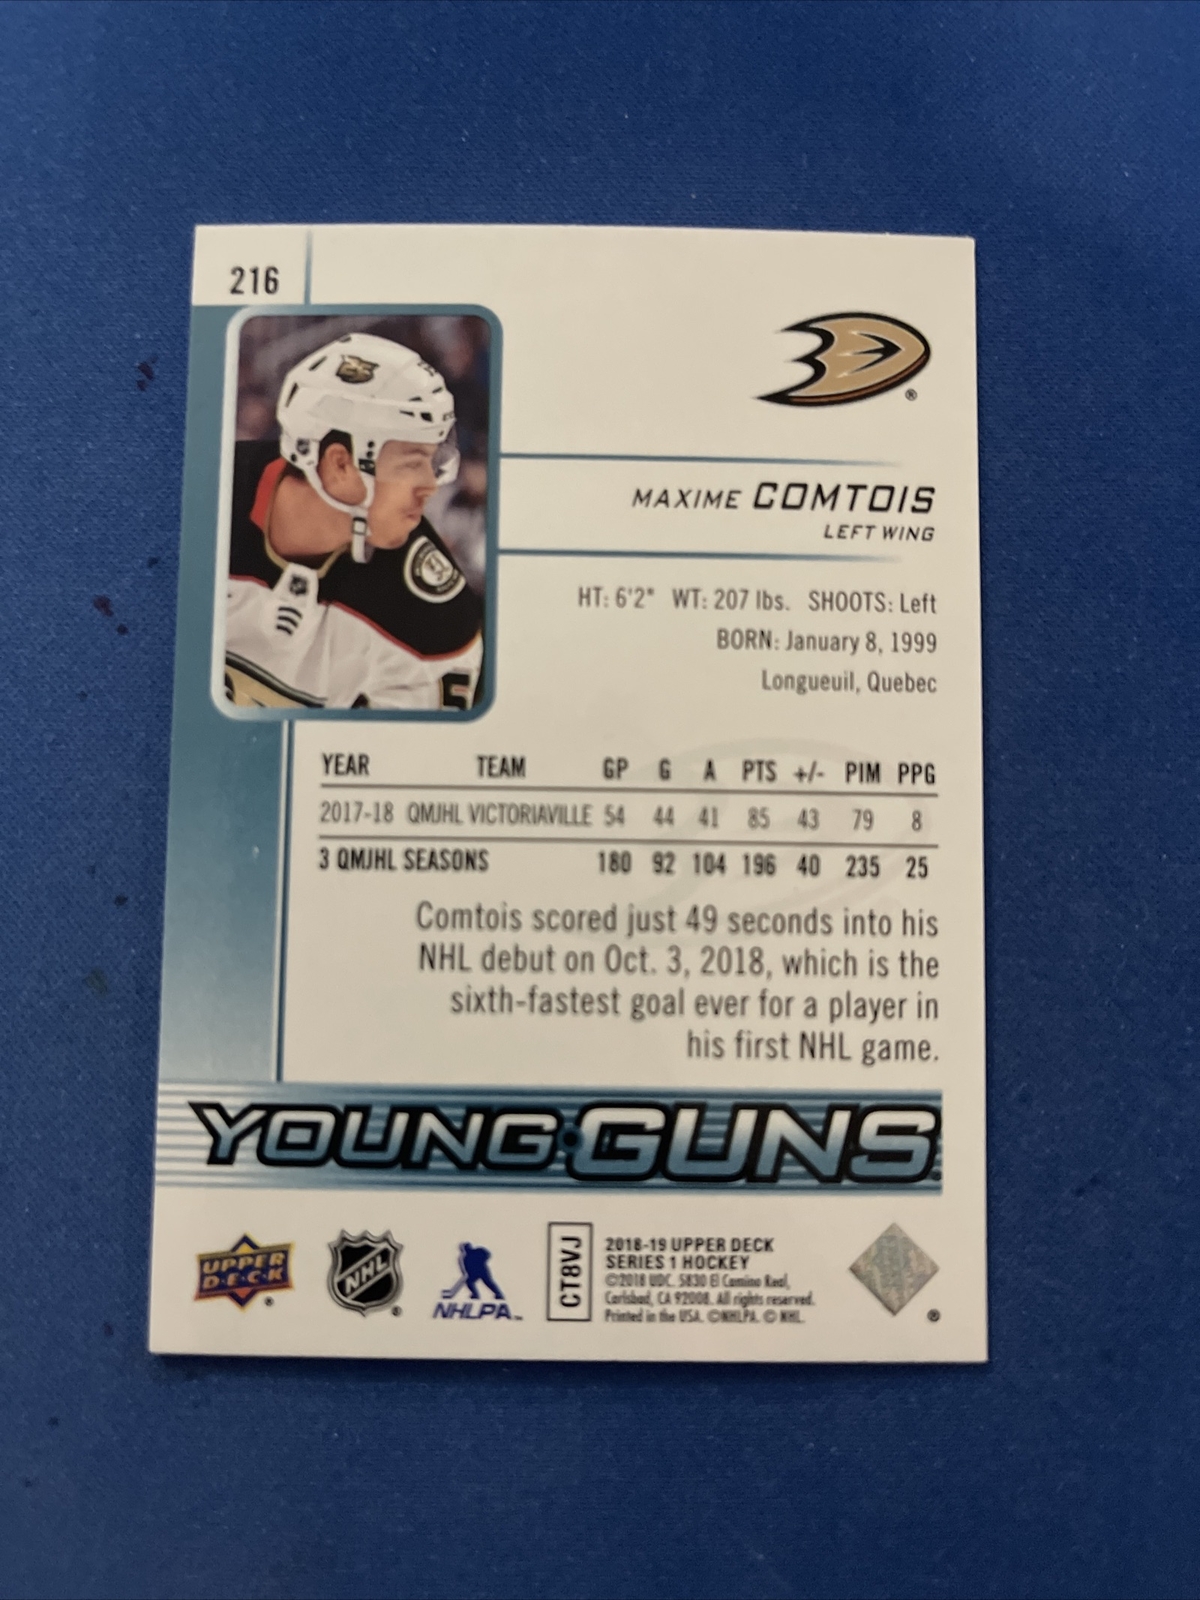 216
MAXIME COMTOIS
LEFT WING
HT: 6'2" WT: 207 lbs. SHOOTS: Left
BORN: January 8, 1999
Longueuil, Quebec
YEAR TEAM GP G A PTS +/- PIM PPG
2017-18 QMJHL VICTORIAVILLE 54 44 41 85 43 79 8
3 QMJHL SEASONS 180 92 104 196 40 235 25
Comtois scored just 49 seconds into his
NHL debut on Oct. 3, 2018, which is the
sixth-fastest goal ever for a player in
his first NHL game.
YOUNG GUNS
UPPER
D•E•C•K
®
NHL
®
NHLPA™
CT8VJ
2018-19 UPPER DECK
SERIES 1 HOCKEY
©2018 UDC. 5830 El Camino Real,
Carlsbad, CA 92008. All rights reserved.
Printed in the USA. ©NHLPA. © NHL.
®